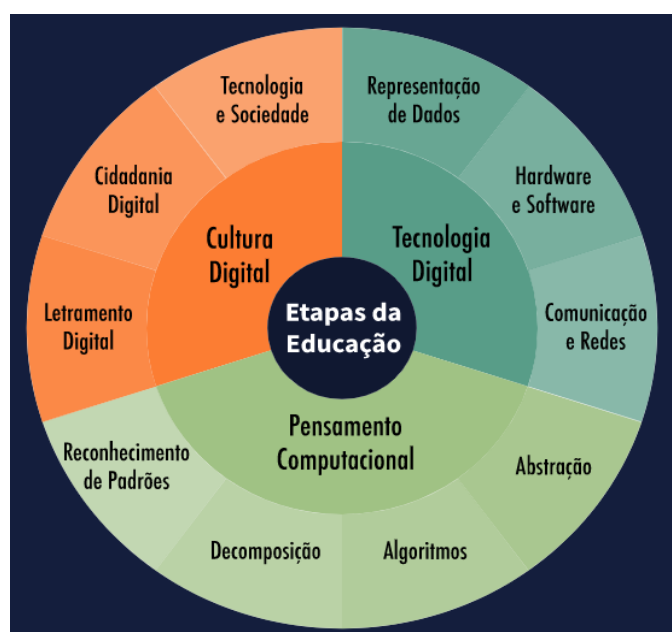 Tecnologia
e Sociedade
Representação
de Dados
Cidadania
Digital
Hardware
e Software
Cultura
Digital
Tecnologia
Digital
Letramento
Digital
Etapas da
Educação
Comunicação
e Redes
Pensamento
Computacional
Reconhecimento
de Padrões
Abstração
Decomposição
Algoritmos